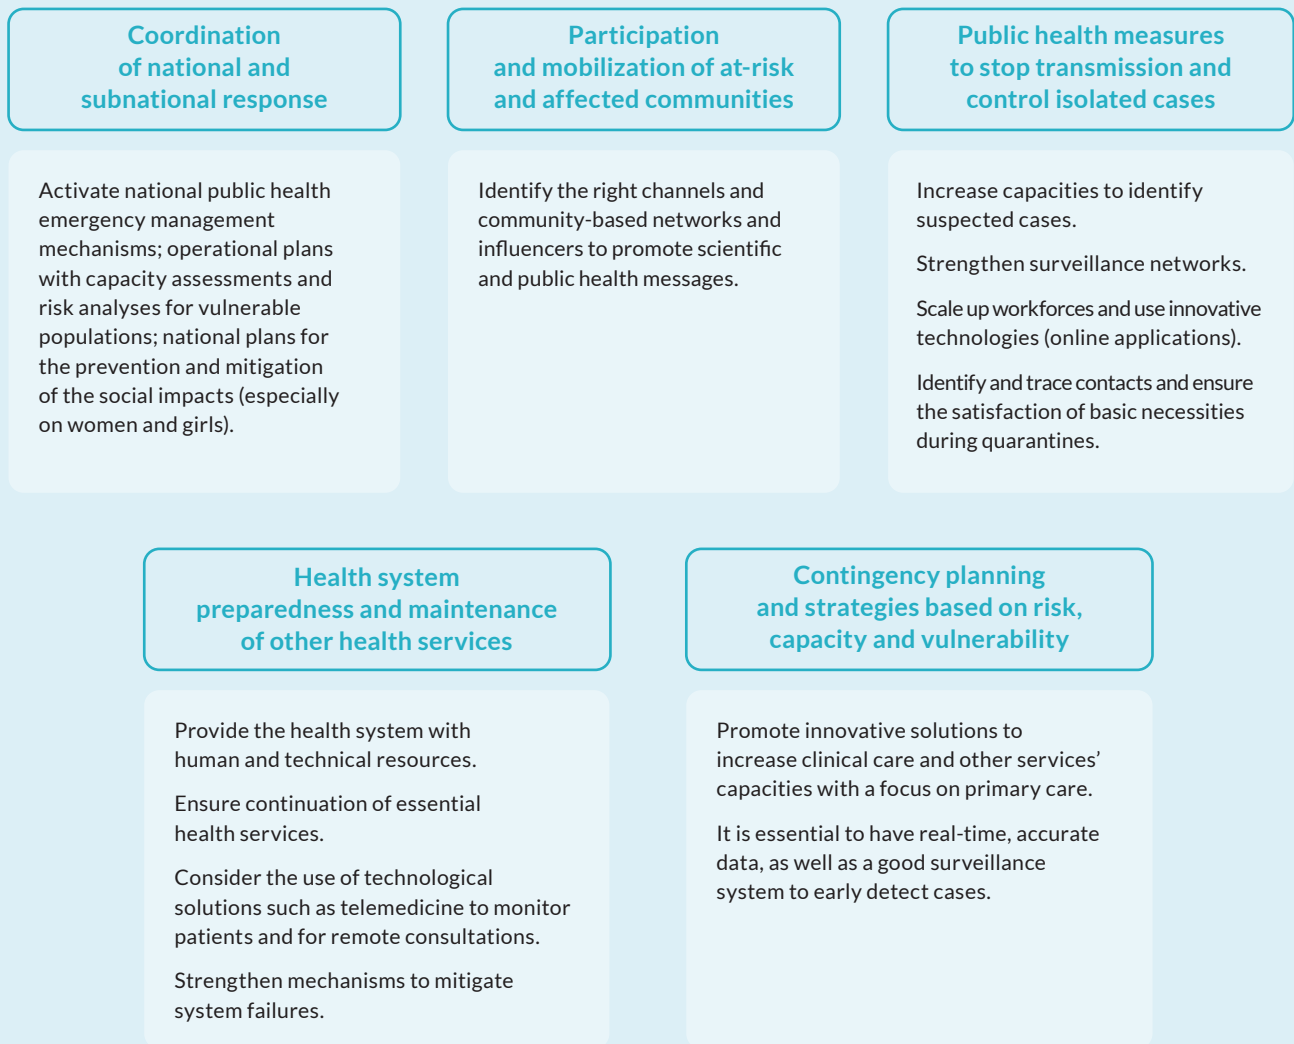 Coordination
of national and
subnational response
Activate national public health
emergency management
mechanisms; operational plans
with capacity assessments and
risk analyses for vulnerable
populations; national plans for
the prevention and mitigation
of the social impacts (especially
on women and girls).
Participation
and mobilization of at-risk
and affected communities
Identify the right channels and
community-based networks and
influencers to promote scientific
and public health messages.
Public health measures
to stop transmission and
control isolated cases
Increase capacities to identify
suspected cases.
Strengthen surveillance networks.
Scale up workforces and use innovative
technologies (online applications).
Identify and trace contacts and ensure
the satisfaction of basic necessities
during quarantines.
Health system
preparedness and maintenance
of other health services
Provide the health system with
human and technical resources.
Ensure continuation of essential
health services.
Consider the use of technological
solutions such as telemedicine to monitor
patients and for remote consultations.
Strengthen mechanisms to mitigate
system failures.
Contingency planning
and strategies based on risk,
capacity and vulnerability
Promote innovative solutions to
increase clinical care and other services’
capacities with a focus on primary care.
It is essential to have real-time, accurate
data, as well as a good surveillance
system to early detect cases.